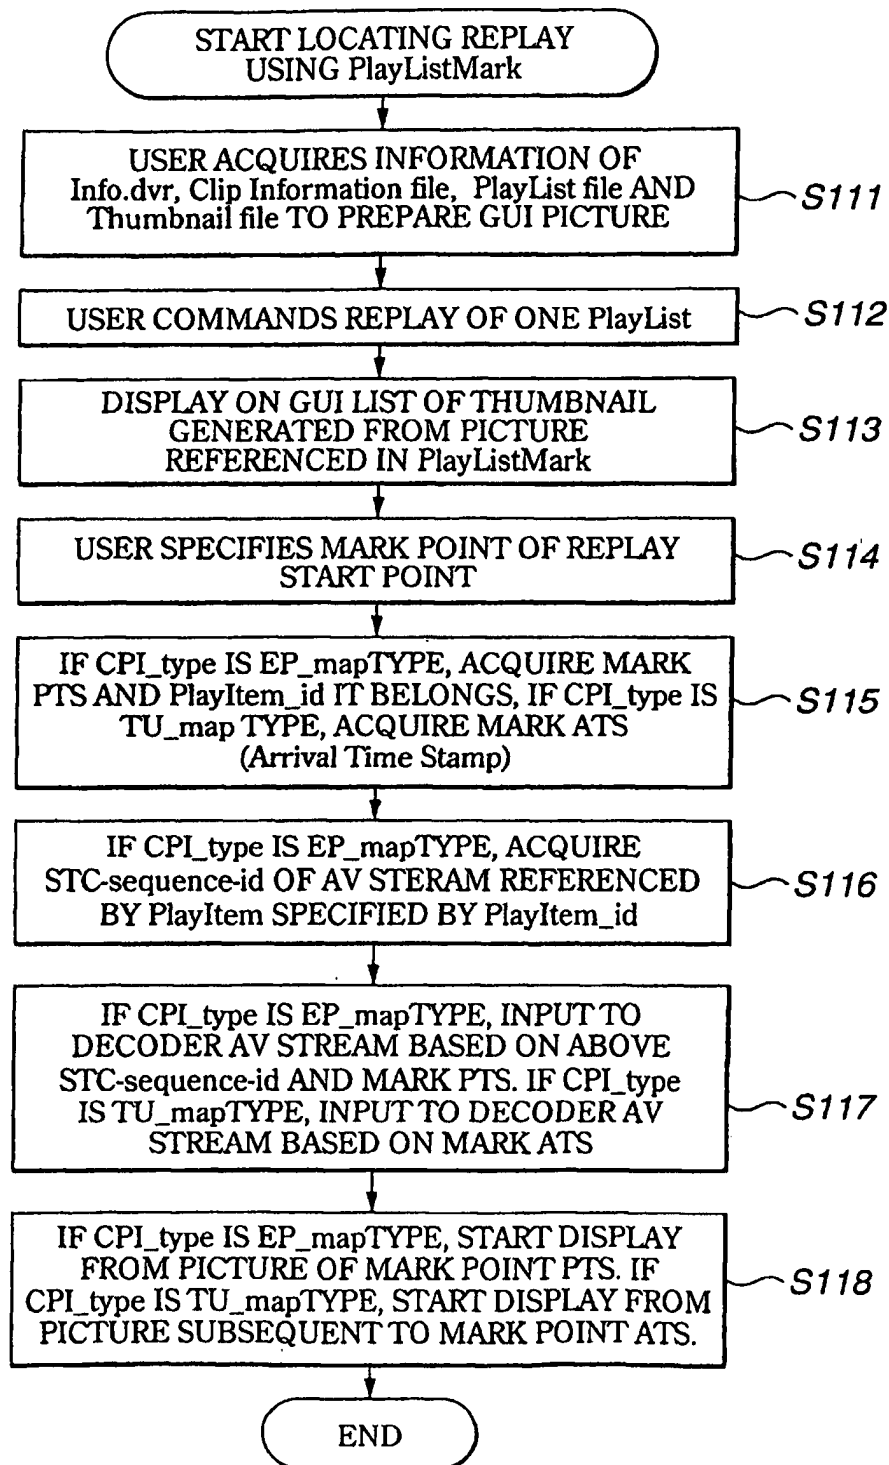 START LOCATING REPLAY
USING PlayListMark
USER ACQUIRES INFORMATION OF
Info.dvr, Clip Information file, PlayList file AND
Thumbnail file TO PREPARE GUI PICTURE
S111
USER COMMANDS REPLAY OF ONE PlayList
S112
DISPLAY ON GUI LIST OF THUMBNAIL
GENERATED FROM PICTURE
REFERENCED IN PlayListMark
S113
USER SPECIFIES MARK POINT OF REPLAY
START POINT
S114
IF CPI_type IS EP_mapTYPE, ACQUIRE MARK
PTS AND PlayItem_id IT BELONGS, IF CPI_type IS
TU_map TYPE, ACQUIRE MARK ATS
(Arrival Time Stamp)
S115
IF CPI_type IS EP_mapTYPE, ACQUIRE
STC-sequence-id OF AV STERAM REFERENCED
BY PlayItem SPECIFIED BY PlayItem_id
S116
IF CPI_type IS EP_mapTYPE, INPUT TO
DECODER AV STREAM BASED ON ABOVE
STC-sequence-id AND MARK PTS. IF CPI_type
IS TU_mapTYPE, INPUT TO DECODER AV
STREAM BASED ON MARK ATS
S117
IF CPI_type IS EP_mapTYPE, START DISPLAY
FROM PICTURE OF MARK POINT PTS. IF
CPI_type IS TU_mapTYPE, START DISPLAY FROM
PICTURE SUBSEQUENT TO MARK POINT ATS.
S118
END